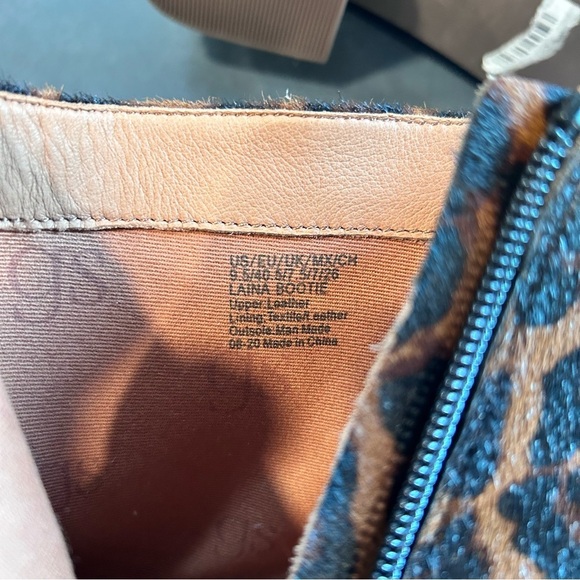 US/EU/UK/MX/CH
9.5/40.5/7.5/7/26
LAINA BOOTIE
Upper Leather
Lining Textile/Leather
Outsole Man Made
08-20 Made in China